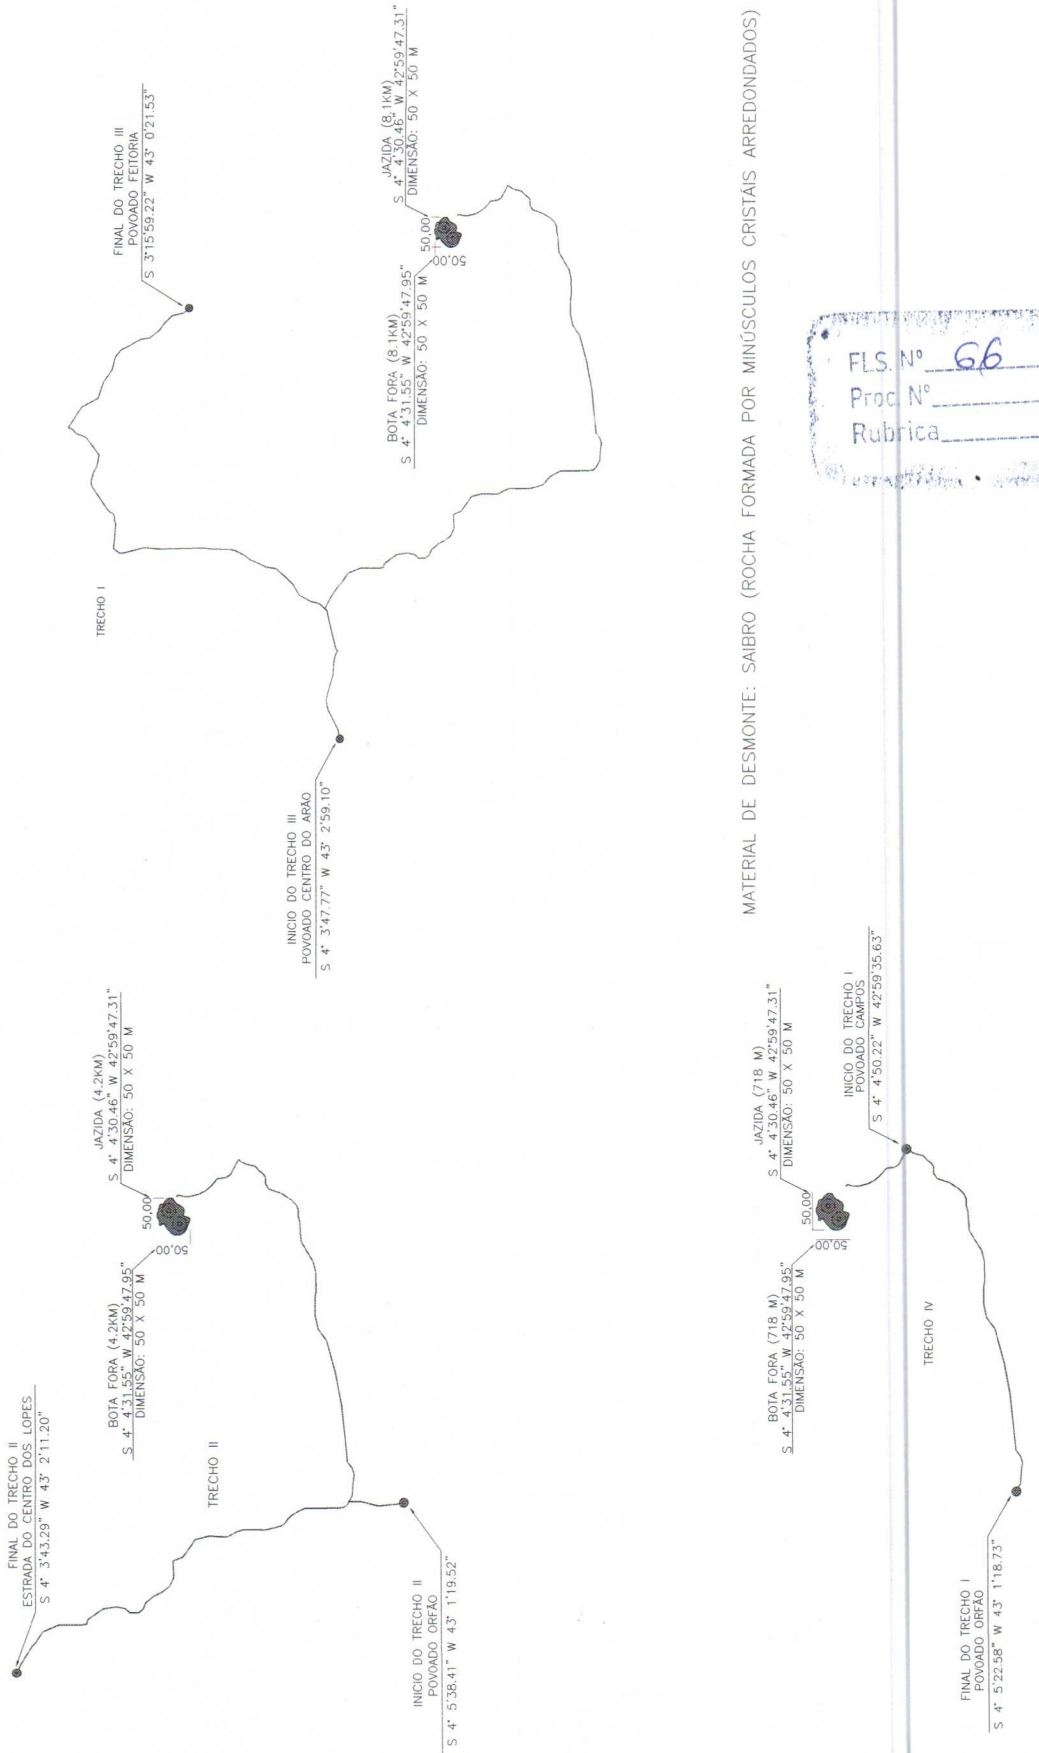 FINAL DO TRECHO II
ESTRADA DO CENTRO DOS LOPES
S 4° 3'43.29" W 43° 2'11.20"
BOTA FORA (4.2KM)
S 4° 4'31.55" W 42°59'47.95"
DIMENSÃO: 50 X 50 M
JAZIDA (4.2KM)
S 4° 4'30.46" W 42°59'47.31"
DIMENSÃO: 50 X 50 M
50,00
50,00
TRECHO II
INICIO DO TRECHO II
POVOADO ORFÃO
S 4° 5'38.41" W 43° 1'19.52"
FINAL DO TRECHO III
POVOADO FEITORIA
S 3°15'59.22" W 43° 0'21.53"
TRECHO I
INICIO DO TRECHO III
POVOADO CENTRO DO ARÃO
S 4° 3'47.77" W 43° 2'59.10"
BOTA FORA (8.1KM)
S 4° 4'31.55" W 42°59'47.95"
DIMENSÃO: 50 X 50 M
JAZIDA (8.1KM)
S 4° 4'30.46" W 42°59'47.31"
DIMENSÃO: 50 X 50 M
50,00
50,00
BOTA FORA (718 M)
S 4° 4'31.55" W 42°59'47.95"
DIMENSÃO: 50 X 50 M
JAZIDA (718 M)
S 4° 4'30.46" W 42°59'47.31"
DIMENSÃO: 50 X 50 M
50,00
50,00
INICIO DO TRECHO I
POVOADO CAMPOS
S 4° 4'50.22" W 42°59'35.63"
TRECHO IV
FINAL DO TRECHO I
POVOADO ORFÃO
S 4° 5'22.58" W 43° 1'18.73"
MATERIAL DE DESMONTE: SAIBRO (ROCHA FORMADA POR MINÚSCULOS CRISTÁIS ARREDONDADOS)
FLS. Nº 66
Proc. Nº
Rubrica